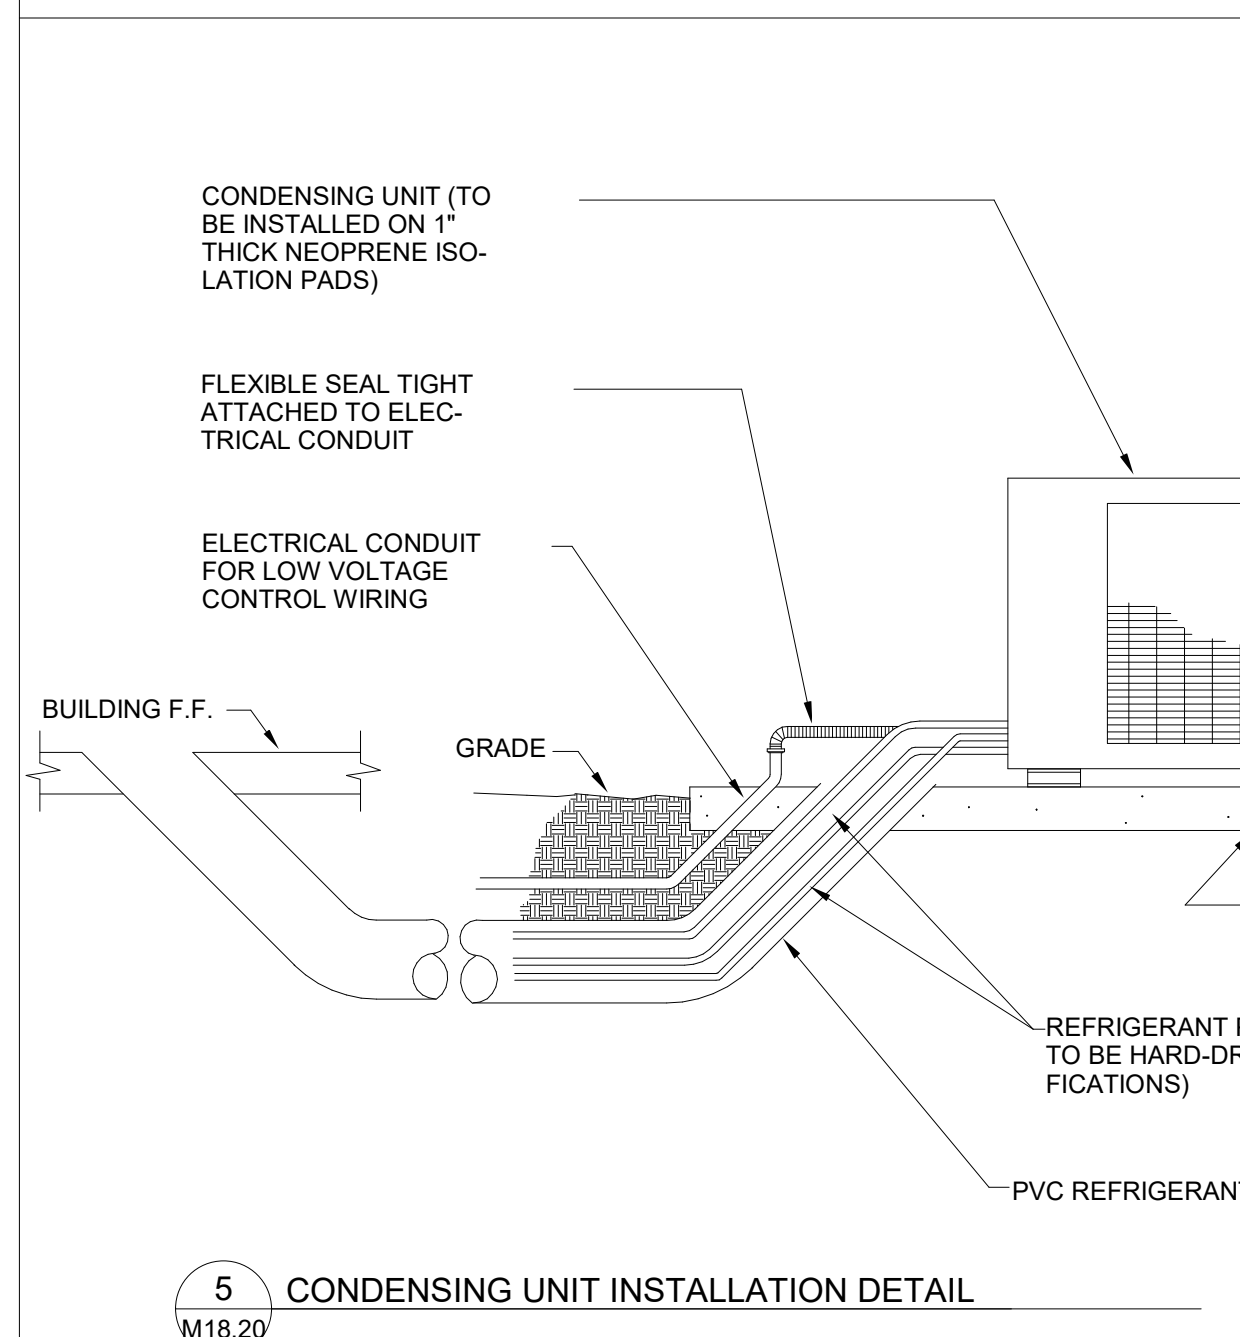 CONDENSING UNIT (TO
BE INSTALLED ON 1"
THICK NEOPRENE ISO-
LATION PADS)
FLEXIBLE SEAL TIGHT
ATTACHED TO ELEC-
TRICAL CONDUIT
ELECTRICAL CONDUIT
FOR LOW VOLTAGE
CONTROL WIRING
BUILDING F.F.
GRADE
REFRIGERANT
TO BE HARD-DR
FICATIONS)
PVC REFRIGERANT
5
CONDENSING UNIT INSTALLATION DETAIL
M18.20